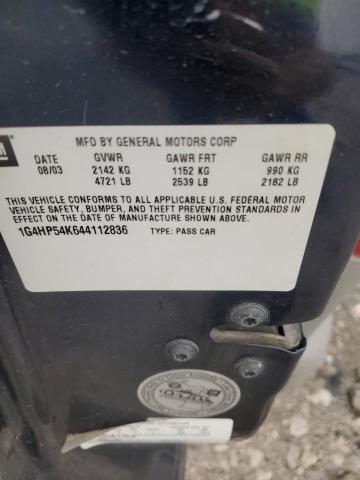 GM
MFD BY GENERAL MOTORS CORP
DATE GVWR GAWR FRT GAWR RR
08/03 2142 KG 1152 KG 990 KG
4721 LB 2539 LB 2182 LB
THIS VEHICLE CONFORMS TO ALL APPLICABLE U.S. FEDERAL MOTOR
VEHICLE SAFETY, BUMPER, AND THEFT PREVENTION STANDARDS IN
EFFECT ON THE DATE OF MANUFACTURE SHOWN ABOVE.
1G4HP54K644112836 TYPE: PASS CAR